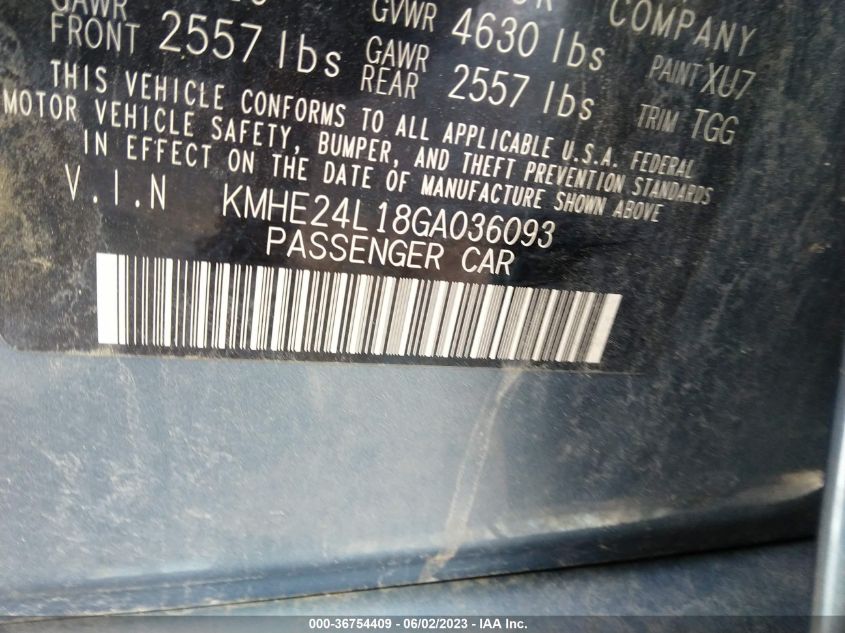 GAWR
FRONT 2557 lbs
GVWR 4630 lbs
GAWR
REAR 2557 lbs
COMPANY
PAINT XU7
TRIM TGG
THIS VEHICLE CONFORMS TO ALL APPLICABLE U.S.A. FEDERAL
MOTOR VEHICLE SAFETY, BUMPER, AND THEFT PREVENTION STANDARDS
IN EFFECT ON THE DATE OF MANUFACTURE SHOWN ABOVE
V.I.N KMHE24L18GA036093
PASSENGER CAR
000-36754409 - 06/02/2023 - IAA Inc.